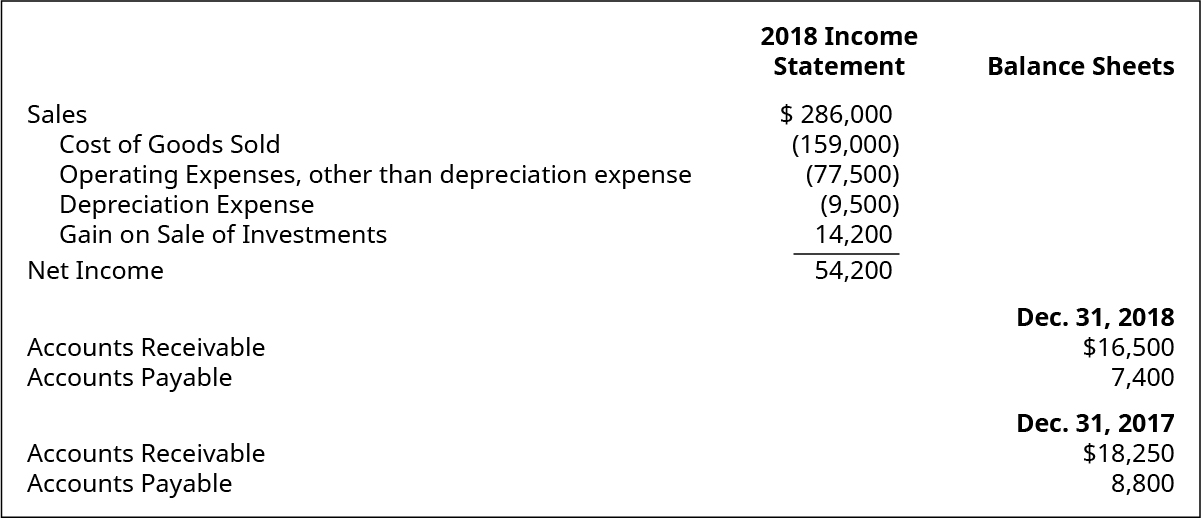 2018 Income
Statement Balance Sheets
Sales $ 286,000
Cost of Goods Sold (159,000)
Operating Expenses, other than depreciation expense (77,500)
Depreciation Expense (9,500)
Gain on Sale of Investments 14,200
Net Income 54,200
Dec. 31, 2018
Accounts Receivable $16,500
Accounts Payable 7,400
Dec. 31, 2017
Accounts Receivable $18,250
Accounts Payable 8,800